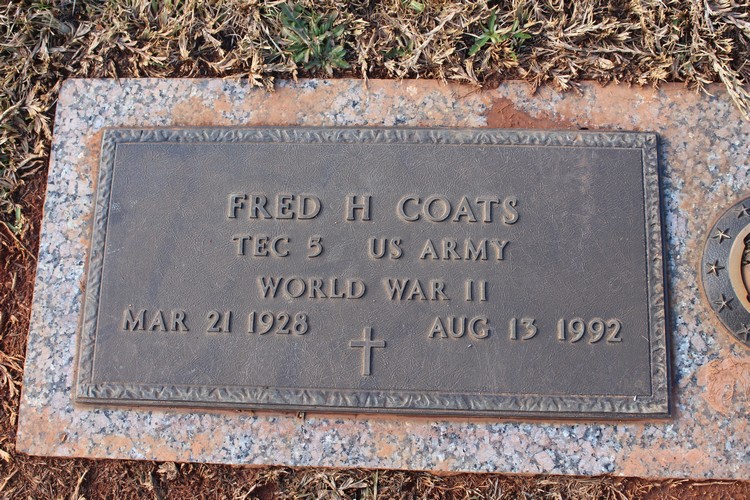 FRED H COATS
TEC 5 US ARMY
WORLD WAR II
MAR 21 1928 AUG 13 1992